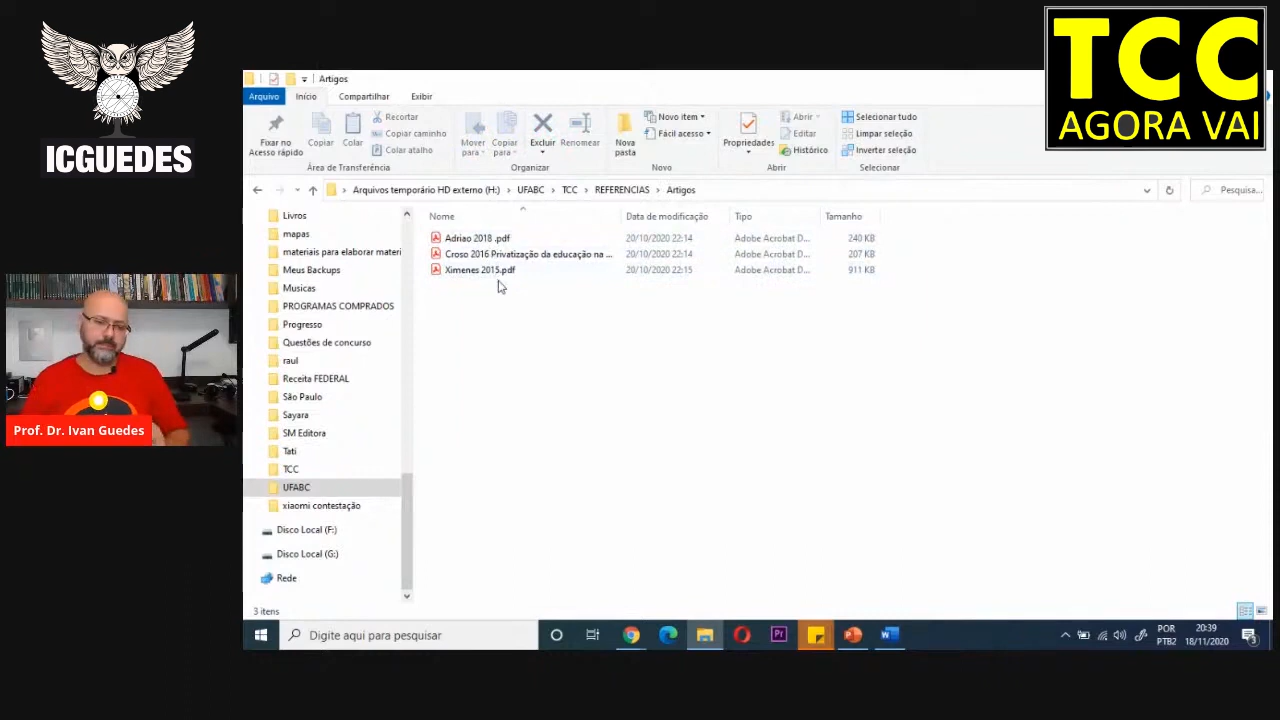 ICGUEDES
TCC
AGORA VAI
Prof. Dr. Ivan Guedes
Artigos
Arquivo
Início
Compartilhar
Exibir
Fixar no
Acesso rápido
Copiar
Colar
Recortar
Copiar caminho
Colar atalho
Área de Transferência
Mover
para
Copiar
para
Excluir
Renomear
Organizar
Nova
pasta
Novo item
Fácil acesso
Novo
Propriedades
Abrir
Editar
Histórico
Abrir
Selecionar tudo
Limpar seleção
Inverter seleção
Selecionar
Arquivos temporário HD externo (H:) > UFABC > TCC > REFERENCIAS > Artigos
Pesquisa...
Livros
mapas
materiais para elaborar materi
Meus Backups
Musicas
PROGRAMAS COMPRADOS
Progresso
Questões de concurso
raul
Receita FEDERAL
São Paulo
Sayara
SM Editora
Tati
TCC
UFABC
xiaomi contestação
Disco Local (F:)
Disco Local (G:)
Rede
Nome Data de modificação Tipo Tamanho
Adriao 2018 .pdf 20/10/2020 22:14 Adobe Acrobat D... 240 KB
Croso 2016 Privatização da educação na ... 20/10/2020 22:14 Adobe Acrobat D... 207 KB
Ximenes 2015.pdf 20/10/2020 22:15 Adobe Acrobat D... 911 KB
3 itens
Digite aqui para pesquisar
POR
PTB2
20:39
18/11/2020